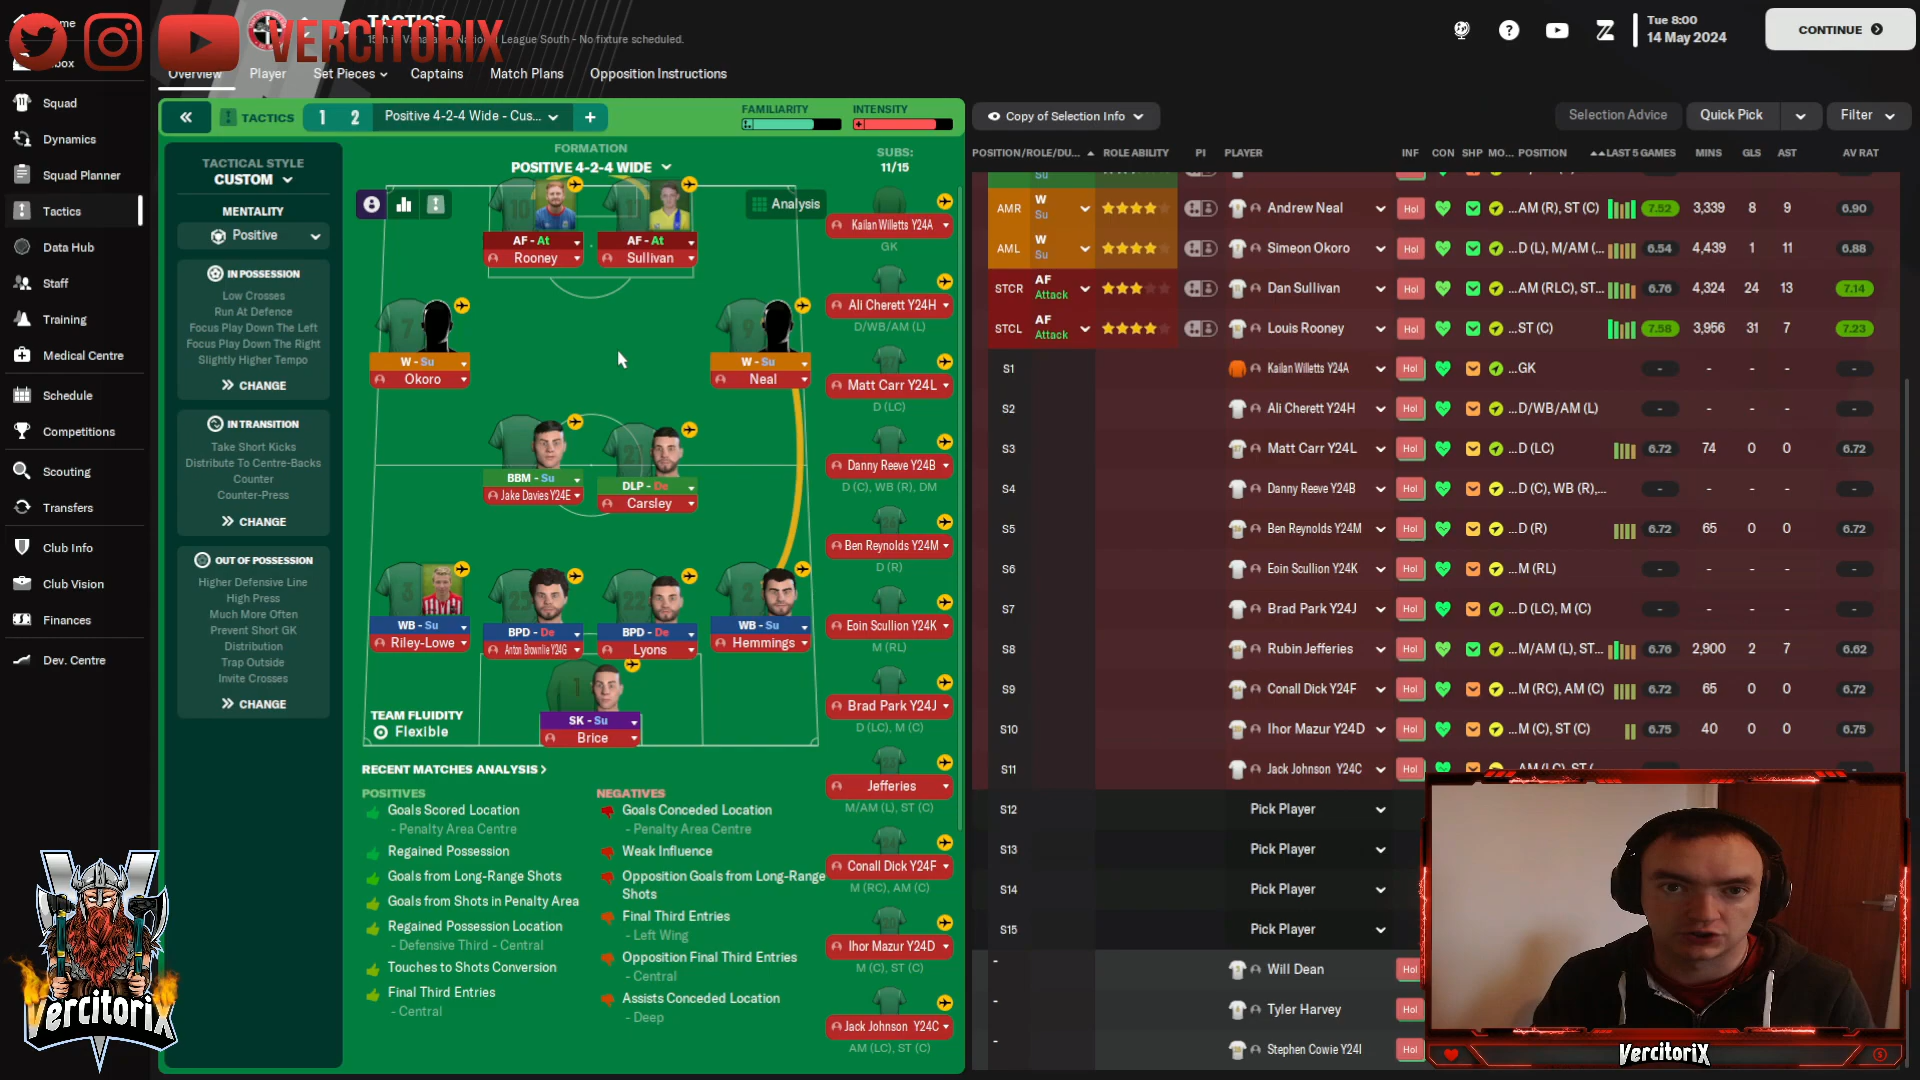 VERCITORIX
TACTICS
National League South - No fixture scheduled.
Overview
Player
Set Pieces
Captains
Match Plans
Opposition Instructions
Tue 8:00
14 May 2024
CONTINUE
Squad
Dynamics
Squad Planner
Tactics
Data Hub
Staff
Training
Medical Centre
Schedule
Competitions
Scouting
Transfers
Club Info
Club Vision
Finances
Dev. Centre
TACTICS
1 2
Positive 4-2-4 Wide - Cus...
FAMILIARITY
INTENSITY
TACTICAL STYLE
CUSTOM
MENTALITY
Positive
IN POSSESSION
Low Crosses
Run At Defence
Focus Play Down The Left
Focus Play Down The Right
Slightly Higher Tempo
CHANGE
IN TRANSITION
Take Short Kicks
Distribute To Centre-Backs
Counter
Counter-Press
CHANGE
OUT OF POSSESSION
Higher Defensive Line
High Press
Much More Often
Prevent Short GK
Distribution
Trap Outside
Invite Crosses
CHANGE
FORMATION
POSITIVE 4-2-4 WIDE
Analysis
AF - At
Rooney
AF - At
Sullivan
W - Su
Okoro
W - Su
Neal
BBM - Su
Jake Davies Y24E
DLP - De
Carsley
WB - Su
Riley-Lowe
BPD - De
Anton Brownlie Y24G
BPD - De
Lyons
WB - Su
Hemmings
SK - Su
Brice
TEAM FLUIDITY
Flexible
RECENT MATCHES ANALYSIS >
POSITIVES
Goals Scored Location
- Penalty Area Centre
Regained Possession
Goals from Long-Range Shots
Goals from Shots in Penalty Area
Regained Possession Location
- Defensive Third - Central
Touches to Shots Conversion
Final Third Entries
- Central
NEGATIVES
Goals Conceded Location
- Penalty Area Centre
Weak Influence
Opposition Goals from Long-Range
Shots
Final Third Entries
- Left Wing
Opposition Final Third Entries
- Central
Assists Conceded Location
- Deep
SUBS:
11/15
Kailan Willetts Y24A
GK
Ali Cherett Y24H
D/WB/AM (L)
Matt Carr Y24L
D (LC)
Danny Reeve Y24B
D (C), WB (R), DM
Ben Reynolds Y24M
D (R)
Eoin Scullion Y24K
M (RL)
Brad Park Y24J
D (LC), M (C)
Jefferies
M/AM (L), ST (C)
Conall Dick Y24F
M (RC), AM (C)
Ihor Mazur Y24D
M (C), ST (C)
Jack Johnson Y24C
AM (LC), ST (C)
Copy of Selection Info
Selection Advice
Quick Pick
Filter
POSITION/ROLE/DU... ROLE ABILITY PI PLAYER INF CON SHP MO... POSITION LAST 5 GAMES MINS GLS AST AV RAT
Su
AMR W Su Andrew Neal Hol ...AM (R), ST (C) 7.52 3,339 8 9 6.90
AML W Su Simeon Okoro Hol ...D (L), M/AM (... 6.54 4,439 1 11 6.88
STCR AF Attack Dan Sullivan Hol ...AM (RLC), ST... 6.76 4,324 24 13 7.14
STCL AF Attack Louis Rooney Hol ...ST (C) 7.58 3,956 31 7 7.23
S1 Kailan Willetts Y24A Hol ...GK - - - - -
S2 Ali Cherett Y24H Hol ...D/WB/AM (L) - - - - -
S3 Matt Carr Y24L Hol ...D (LC) 6.72 74 0 0 6.72
S4 Danny Reeve Y24B Hol ...D (C), WB (R),... - - - - -
S5 Ben Reynolds Y24M Hol ...D (R) 6.72 65 0 0 6.72
S6 Eoin Scullion Y24K Hol ...M (RL) - - - - -
S7 Brad Park Y24J Hol ...D (LC), M (C) - - - - -
S8 Rubin Jefferies Hol ...M/AM (L), ST... 6.76 2,900 2 7 6.62
S9 Conall Dick Y24F Hol ...M (RC), AM (C) 6.72 65 0 0 6.72
S10 Ihor Mazur Y24D Hol ...M (C), ST (C) 6.75 40 0 0 6.75
S11 Jack Johnson Y24C Hol
S12 Pick Player
S13 Pick Player
S14 Pick Player
S15 Pick Player
- Will Dean Hol
- Tyler Harvey Hol
- Stephen Cowie Y24I Hol
VercitoriX
VercitoriX